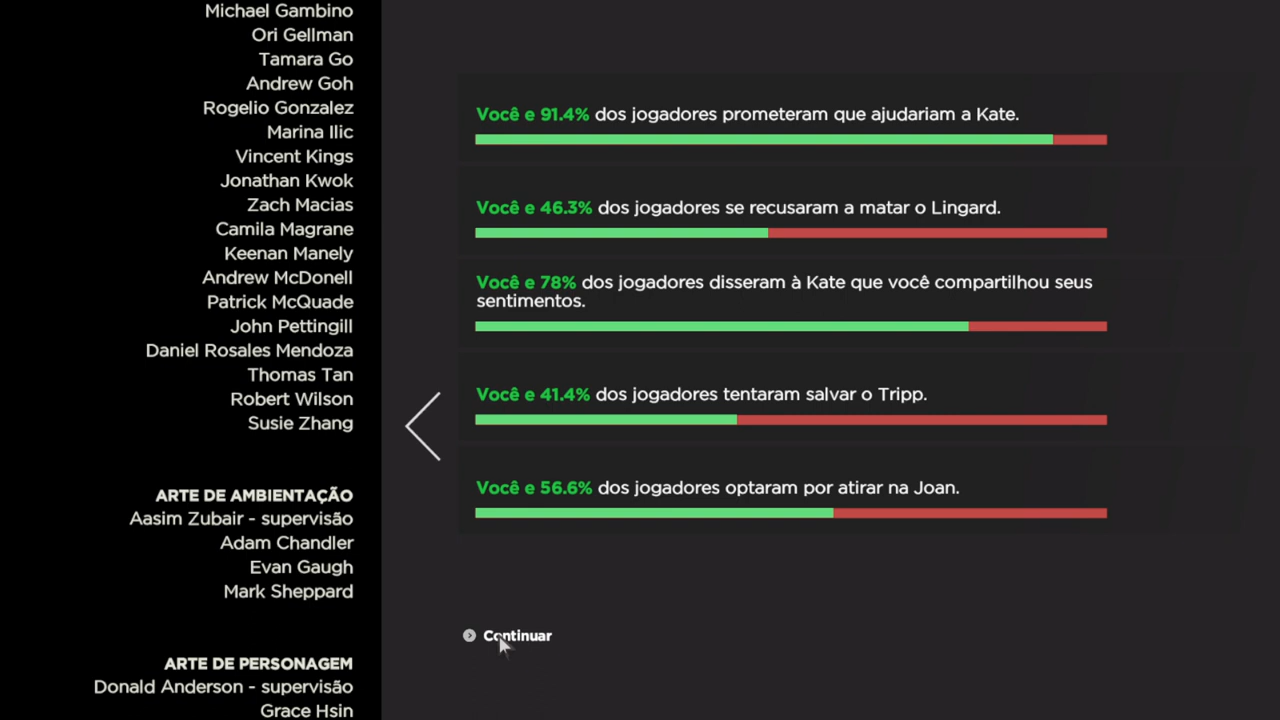 Michael Gambino
Ori Gellman
Tamara Go
Andrew Goh
Rogelio Gonzalez
Marina Ilic
Vincent Kings
Jonathan Kwok
Zach Macias
Camila Magrane
Keenan Manely
Andrew McDonell
Patrick McQuade
John Pettingill
Daniel Rosales Mendoza
Thomas Tan
Robert Wilson
Susie Zhang
ARTE DE AMBIENTAÇÃO
Aasim Zubair - supervisão
Adam Chandler
Evan Gaugh
Mark Sheppard
ARTE DE PERSONAGEM
Donald Anderson - supervisão
Grace Hsin
Você e 91.4% dos jogadores prometeram que ajudariam a Kate.
Você e 46.3% dos jogadores se recusaram a matar o Lingard.
Você e 78% dos jogadores disseram à Kate que você compartilhou seus
sentimentos.
Você e 41.4% dos jogadores tentaram salvar o Tripp.
Você e 56.6% dos jogadores optaram por atirar na Joan.
Continuar